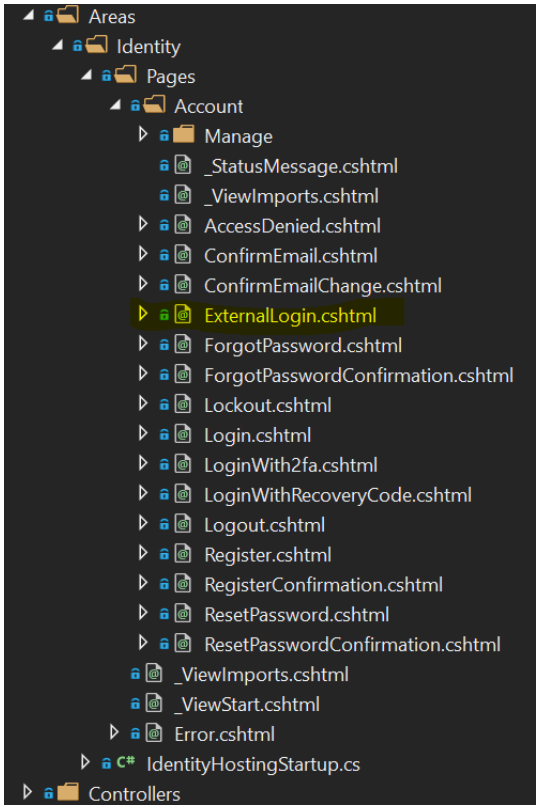 Areas
Identity
Pages
Account
Manage
_StatusMessage.cshtml
_ViewImports.cshtml
AccessDenied.cshtml
ConfirmEmail.cshtml
ConfirmEmailChange.cshtml
ExternalLogin.cshtml
ForgotPassword.cshtml
ForgotPasswordConfirmation.cshtml
Lockout.cshtml
Login.cshtml
LoginWith2fa.cshtml
LoginWithRecoveryCode.cshtml
Logout.cshtml
Register.cshtml
RegisterConfirmation.cshtml
ResetPassword.cshtml
ResetPasswordConfirmation.cshtml
_ViewImports.cshtml
_ViewStart.cshtml
Error.cshtml
C# IdentityHostingStartup.cs
Controllers